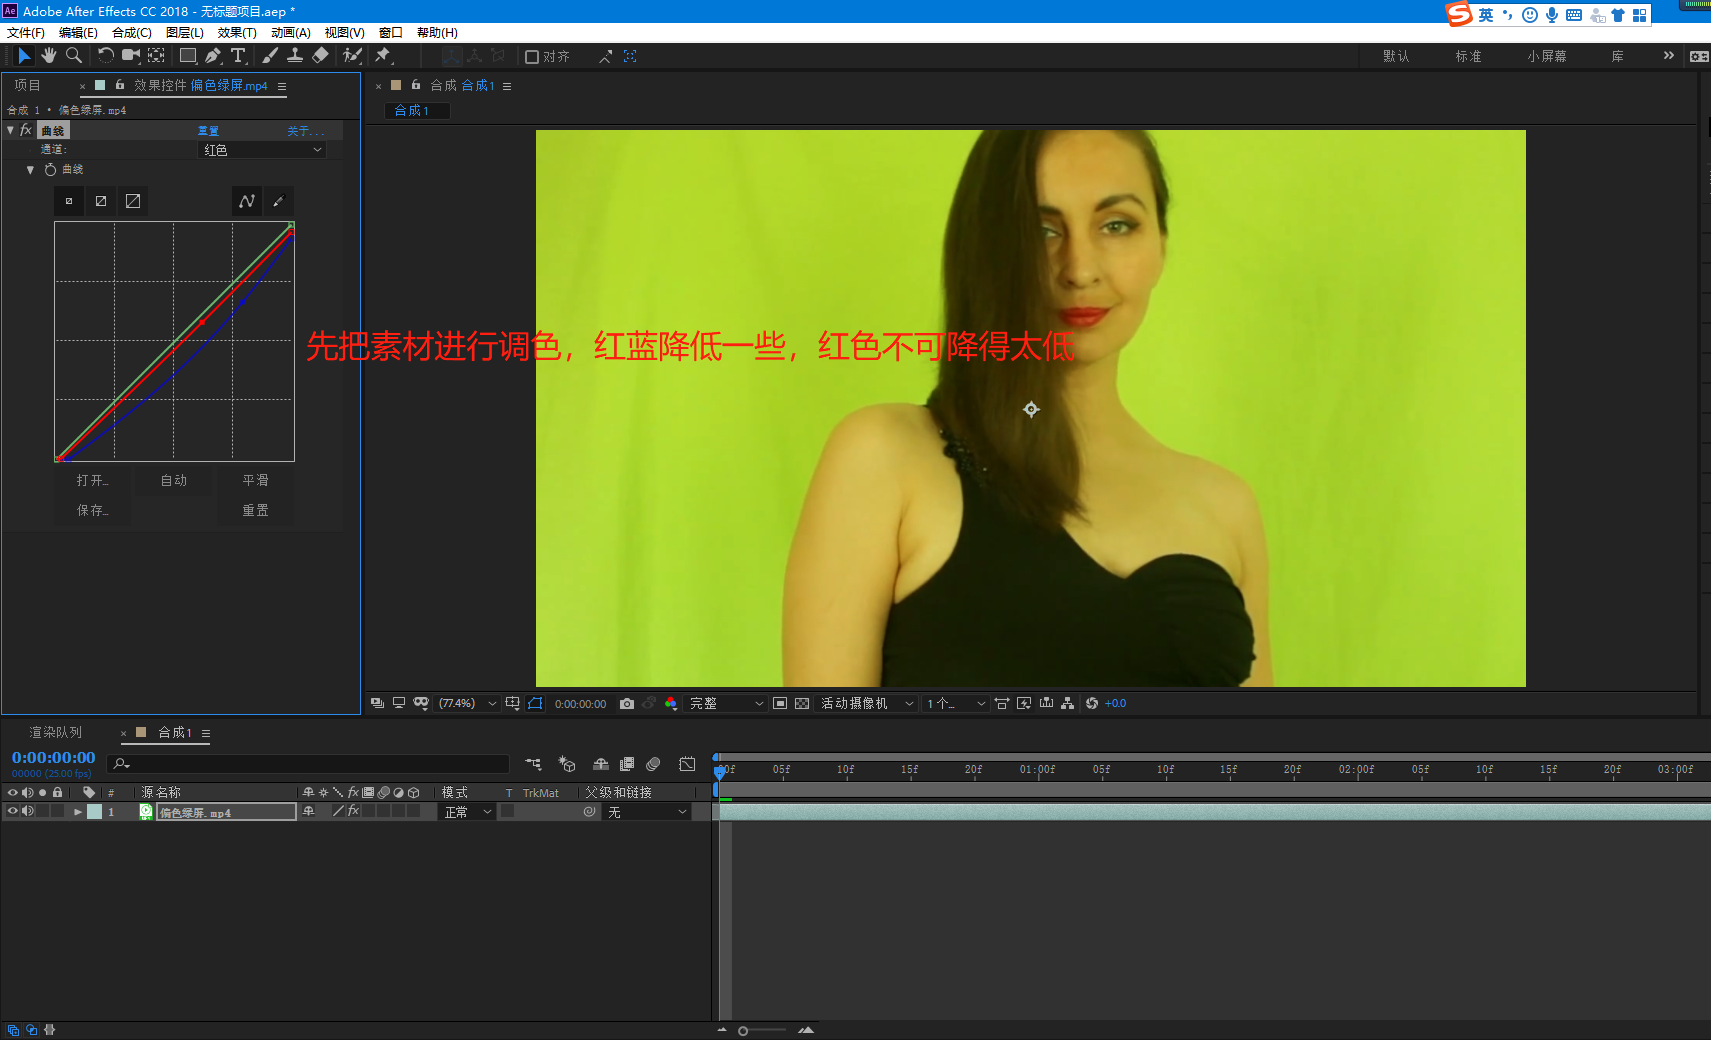 Ae Adobe After Effects CC 2018 - 无标题项目.aep *
英
文件(F) 编辑(E) 合成(C) 图层(L) 效果(T) 动画(A) 视图(V) 窗口 帮助(H)
对齐 默认 标准 小屏幕 库 »
项目 × 效果控件 偏色绿屏.mp4
× 合成 合成1
合成 1 • 偏色绿屏.mp4
合成1
fx 曲线 重置 关于...
通道: 红色
曲线
先把素材进行调色，红蓝降低一些，红色不可降得太低
打开... 自动 平滑
保存... 重置
(77.4%) 0:00:00:00 完整 活动摄像机 1个... +0.0
渲染队列 × 合成1
0:00:00:00
00000 (25.00 fps)
00f 05f 10f 15f 20f 01:00f 05f 10f 15f 20f 02:00f 05f 10f 15f 20f 03:00f
# 源名称 fx 模式 T TrkMat 父级和链接
1 偏色绿屏.mp4 fx 正常 无